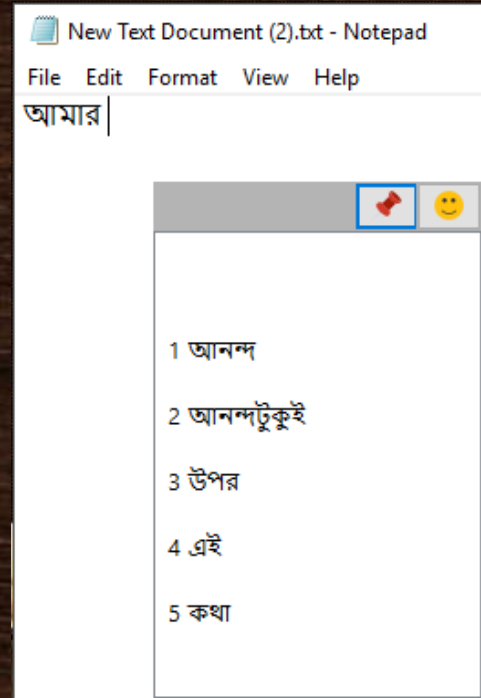 New Text Document (2).txt - Notepad
File Edit Format View Help
আমার
1 আনন্দ
2 আনন্দটুকুই
3 উপর
4 এই
5 কথা